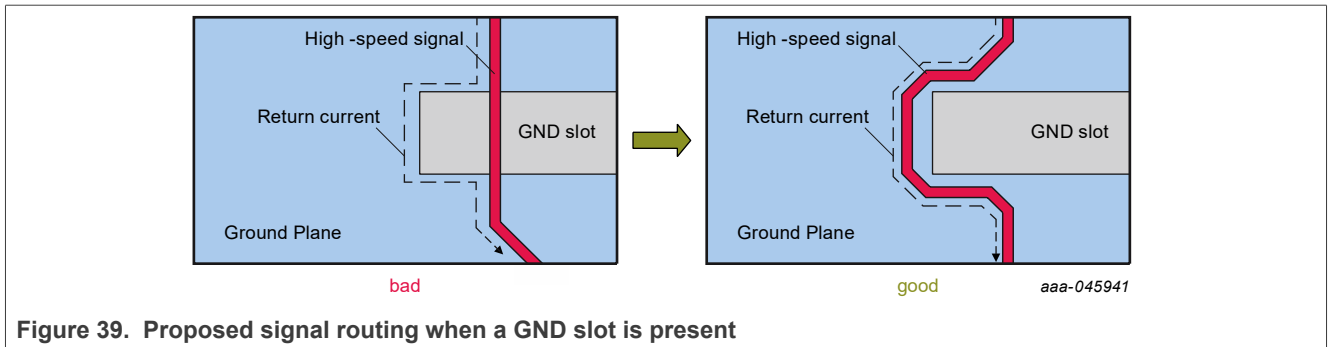 High -speed signal
Return current
GND slot
Ground Plane
bad
High -speed signal
Return current
GND slot
Ground Plane
good
aaa-045941
Figure 39. Proposed signal routing when a GND slot is present